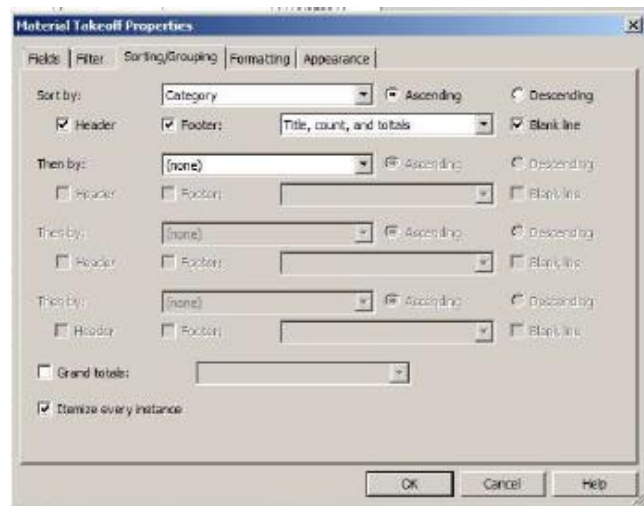 Material Takeoff Properties
Fields Filter Sorting/Grouping Formatting Appearance
Sort by: Category Ascending Descending
Header Footer: Title, count, and totals Blank line
Then by: (none) Ascending Descending
Header Footer: Blank line
Then by: (none) Ascending Descending
Header Footer: Blank line
Then by: (none) Ascending Descending
Header Footer: Blank line
Grand totals:
Itemize every instance
OK Cancel Help